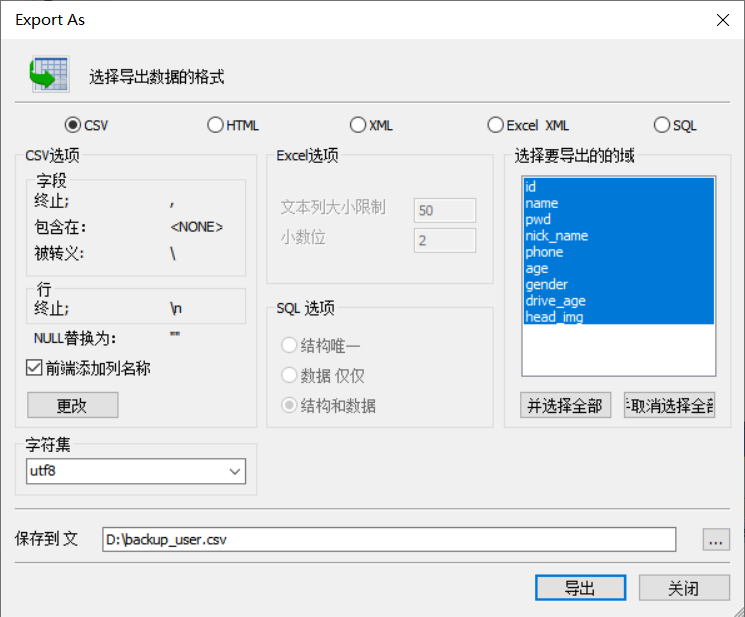 Export As
选择导出数据的格式
CSV
HTML
XML
Excel XML
SQL
CSV选项
字段
终止;
,
包含在:
<NONE>
被转义:
\
行
终止;
\n
NULL替换为:
""
前端添加列名称
更改
字符集
utf8
Excel选项
文本列大小限制
50
小数位
2
SQL 选项
结构唯一
数据 仅仅
结构和数据
选择要导出的的域
id
name
pwd
nick_name
phone
age
gender
drive_age
head_img
并选择全部
取消选择全部
保存到 文
D:\backup_user.csv
...
导出
关闭